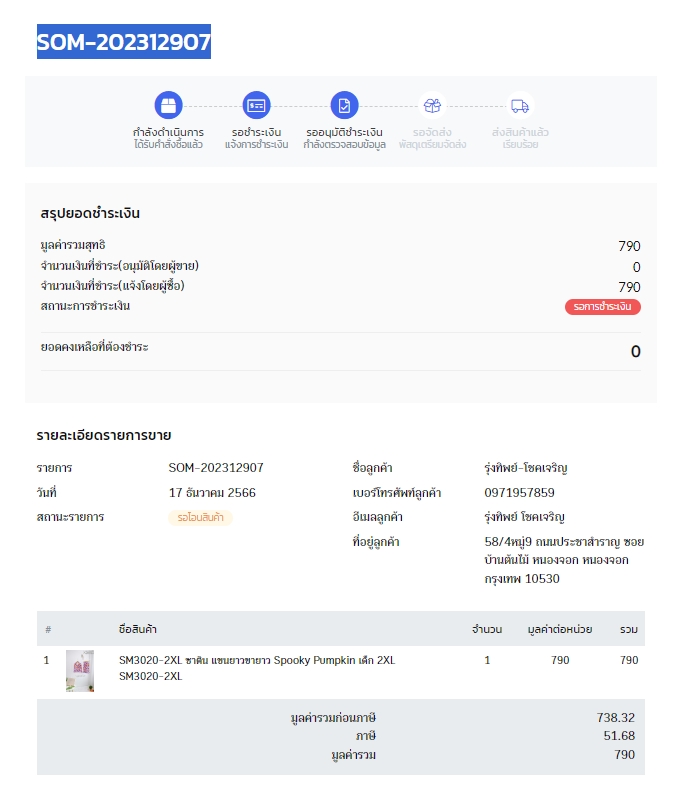 SOM-202312907
กำลังดำเนินการ รอชำระเงิน รออนุมัติชำระเงิน รอจัดส่ง ส่งสินค้าแล้ว
ได้รับคำสั่งซื้อแล้ว แจ้งการชำระเงิน กำลังตรวจสอบข้อมูล พัสดุเตรียมจัดส่ง เรียบร้อย
สรุปยอดชำระเงิน
มูลค่ารวมสุทธิ 790
จำนวนเงินที่ชำระ(อนุมัติโดยผู้ขาย) 0
จำนวนเงินที่ชำระ(แจ้งโดยผู้ซื้อ) 790
สถานะการชำระเงิน รอการชำระเงิน
ยอดคงเหลือที่ต้องชำระ 0
รายละเอียดรายการขาย
รายการ SOM-202312907 ชื่อลูกค้า รุ่งทิพย์-โชคเจริญ
วันที่ 17 ธันวาคม 2566 เบอร์โทรศัพท์ลูกค้า 0971957859
สถานะรายการ รอโอนสินค้า อีเมลลูกค้า รุ่งทิพย์ โชคเจริญ
ที่อยู่ลูกค้า 58/4หมู่9 ถนนประชาสำราญ ซอย
บ้านต้นไม้ หนองจอก หนองจอก
กรุงเทพ 10530
# ชื่อสินค้า จำนวน มูลค่าต่อหน่วย รวม
1 SM3020-2XL ซาติน แขนยาวขายาว Spooky Pumpkin เด็ก 2XL 1 790 790
SM3020-2XL
มูลค่ารวมก่อนภาษี 738.32
ภาษี 51.68
มูลค่ารวม 790